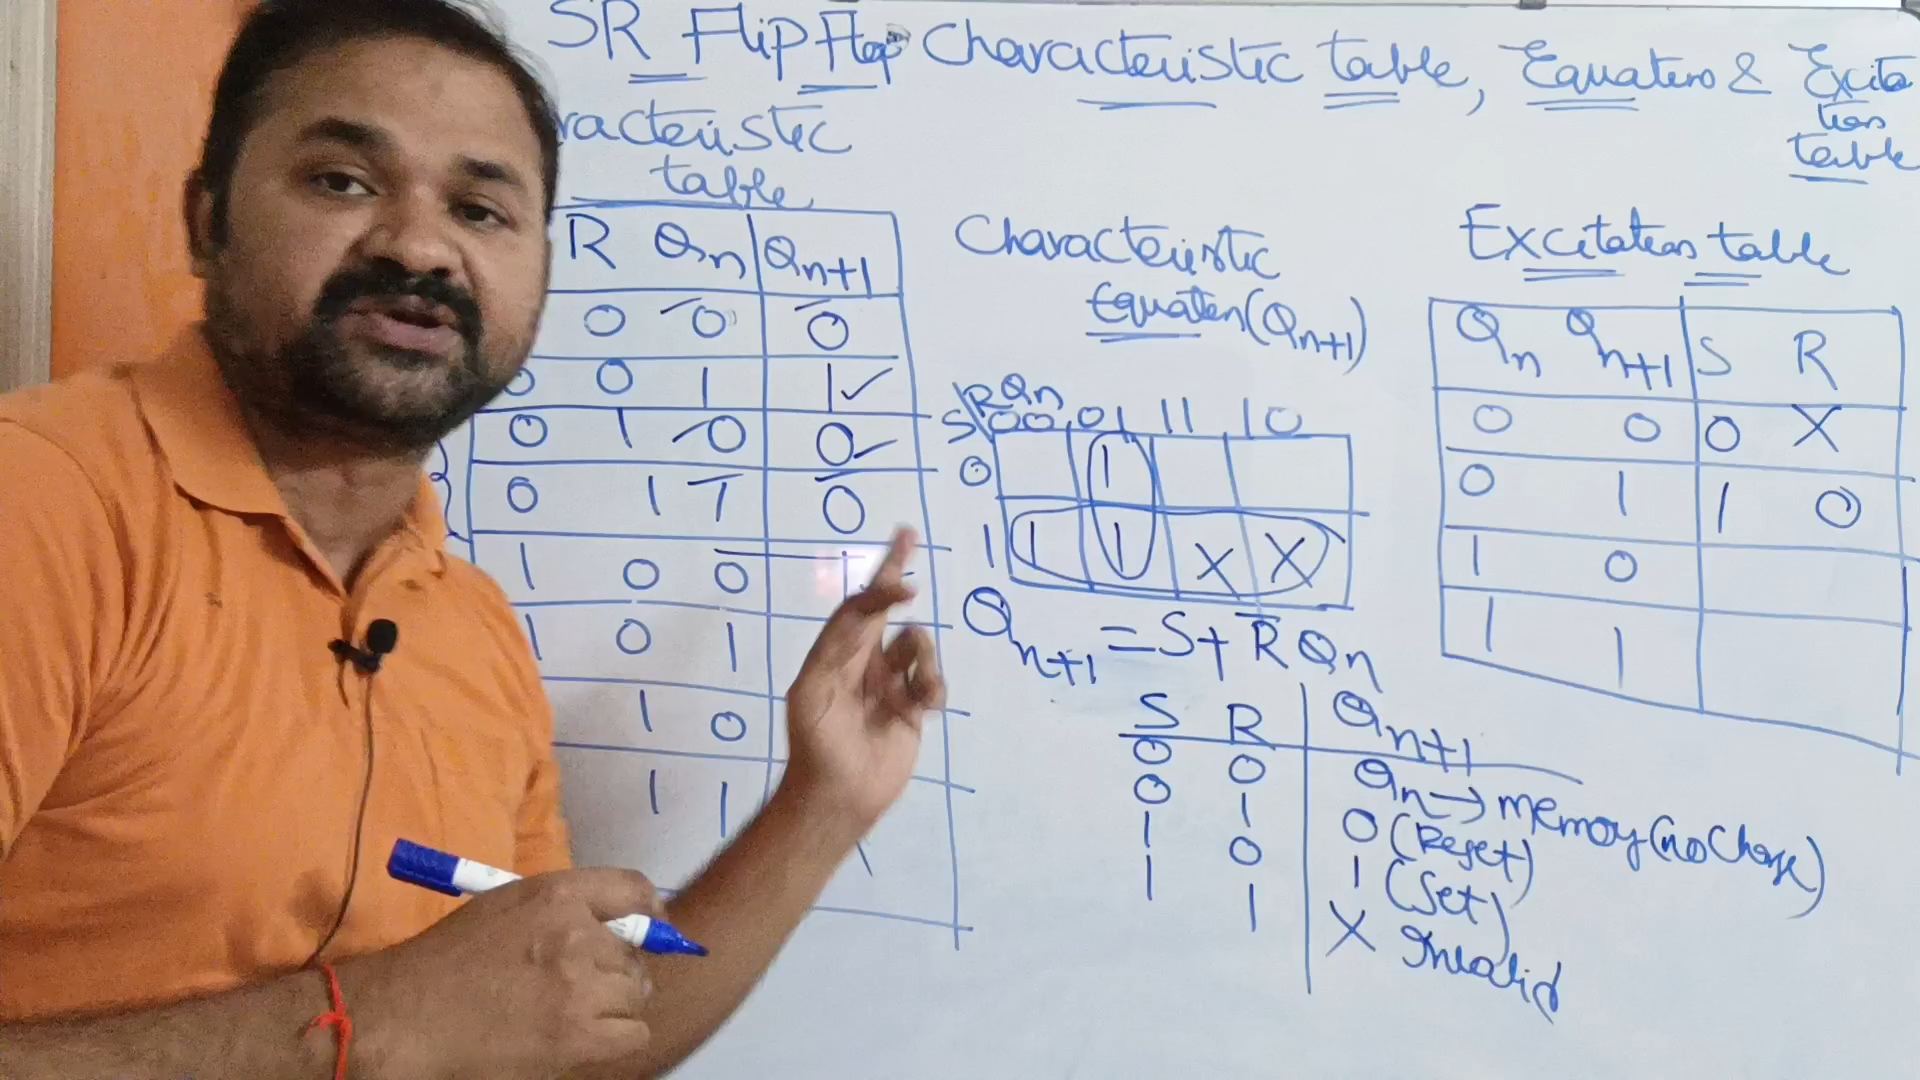 SR Flip Flop Characteristic table, Equation & Excita
tion
table
racteristic
table
R Qn Qn+1
0 0 0
0 0 1 1✓
0 1 0 0✓
0 1 1 0
1 0 0 1
1 0 1
1 0
1 1
Characteristic
Equation (Qn+1)
S\RQn 00 01 11 10
0 1
1 1 1 X X
Qn+1 = S + R̅ Qn
S R Qn+1
0 0 Qn → memory (no change)
0 1 0 (Reset)
1 0 1 (Set)
1 1 X Invalid
Excitation table
Qn Qn+1 S R
0 0 0 X
0 1 1 0
1 0
1 1